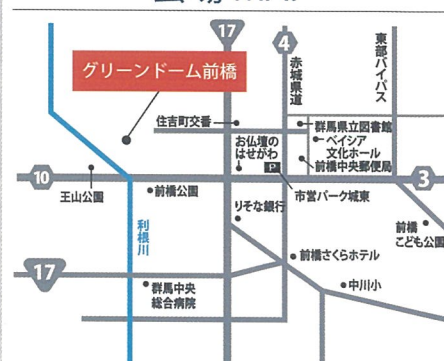 17
4
赤城県道
東部バイパス
グリーンドーム前橋
住吉町交番
群馬県立図書館
お仏壇の
はせがわ
ベイシア
文化ホール
前橋中央郵便局
P
10
王山公園
前橋公園
市営パーク城東
3
利根川
りそな銀行
前橋
こども公園
前橋さくらホテル
17
群馬中央
総合病院
中川小